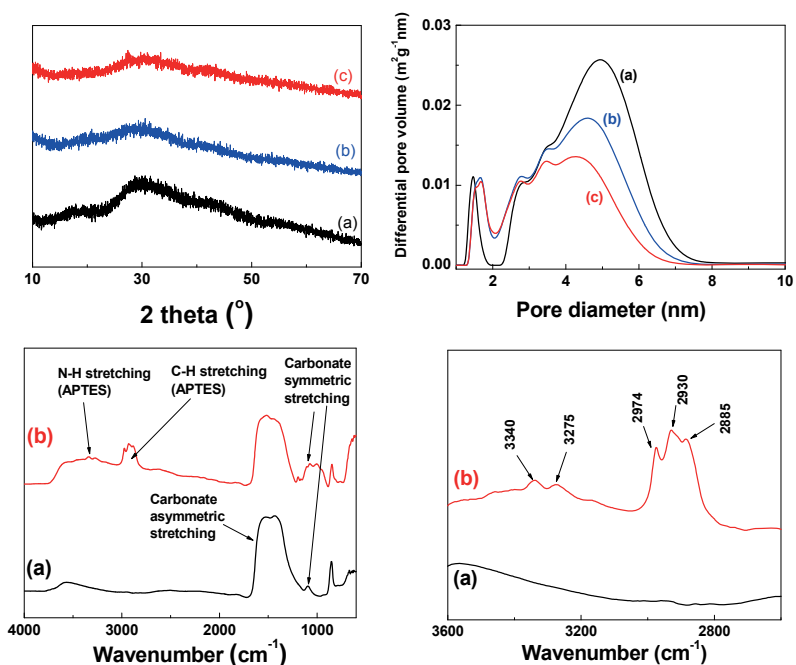 (c)
(b)
(a)
10 30 50 70
2 theta (°)
Differential pore volume (m²g⁻¹nm)
0.03
0.02
0.01
0.00
(a)
(b)
(c)
2 4 6 8 10
Pore diameter (nm)
N-H stretching
(APTES)
C-H stretching
(APTES)
Carbonate
symmetric
stretching
(b)
Carbonate
asymmetric
stretching
(a)
4000 3000 2000 1000
Wavenumber (cm⁻¹)
3340
3275
2974
2930
2885
(b)
(a)
3600 3200 2800
Wavenumber (cm⁻¹)